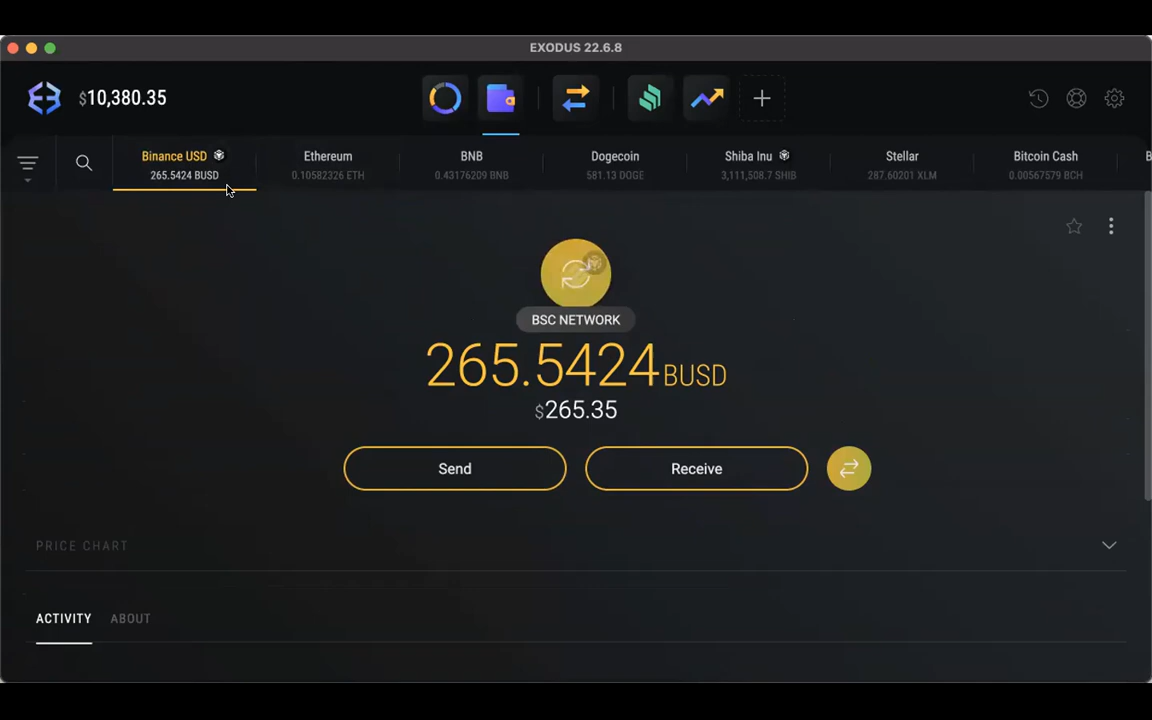 EXODUS 22.6.8
$10,380.35
Binance USD
265.5424 BUSD
Ethereum
0.10582326 ETH
BNB
0.43176209 BNB
Dogecoin
581.13 DOGE
Shiba Inu
3,111,508.7 SHIB
Stellar
287.60201 XLM
Bitcoin Cash
0.00567579 BCH
B
BSC NETWORK
265.5424 BUSD
$265.35
Send
Receive
PRICE CHART
ACTIVITY
ABOUT